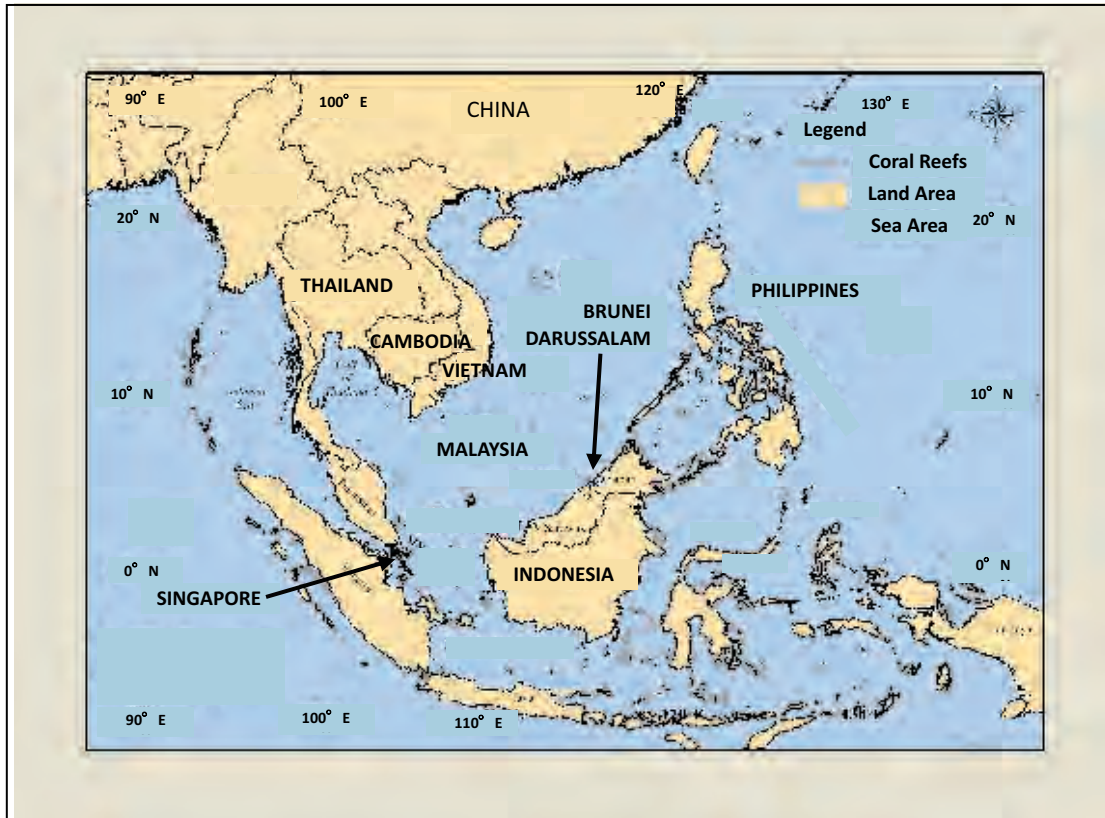 90° E
100° E
CHINA
120° E
130° E
Legend
Coral Reefs
Land Area
Sea Area
20° N
20° N
THAILAND
PHILIPPINES
BRUNEI
DARUSSALAM
CAMBODIA
VIETNAM
10° N
10° N
MALAYSIA
0° N
INDONESIA
0° N
SINGAPORE
90° E
100° E
110° E